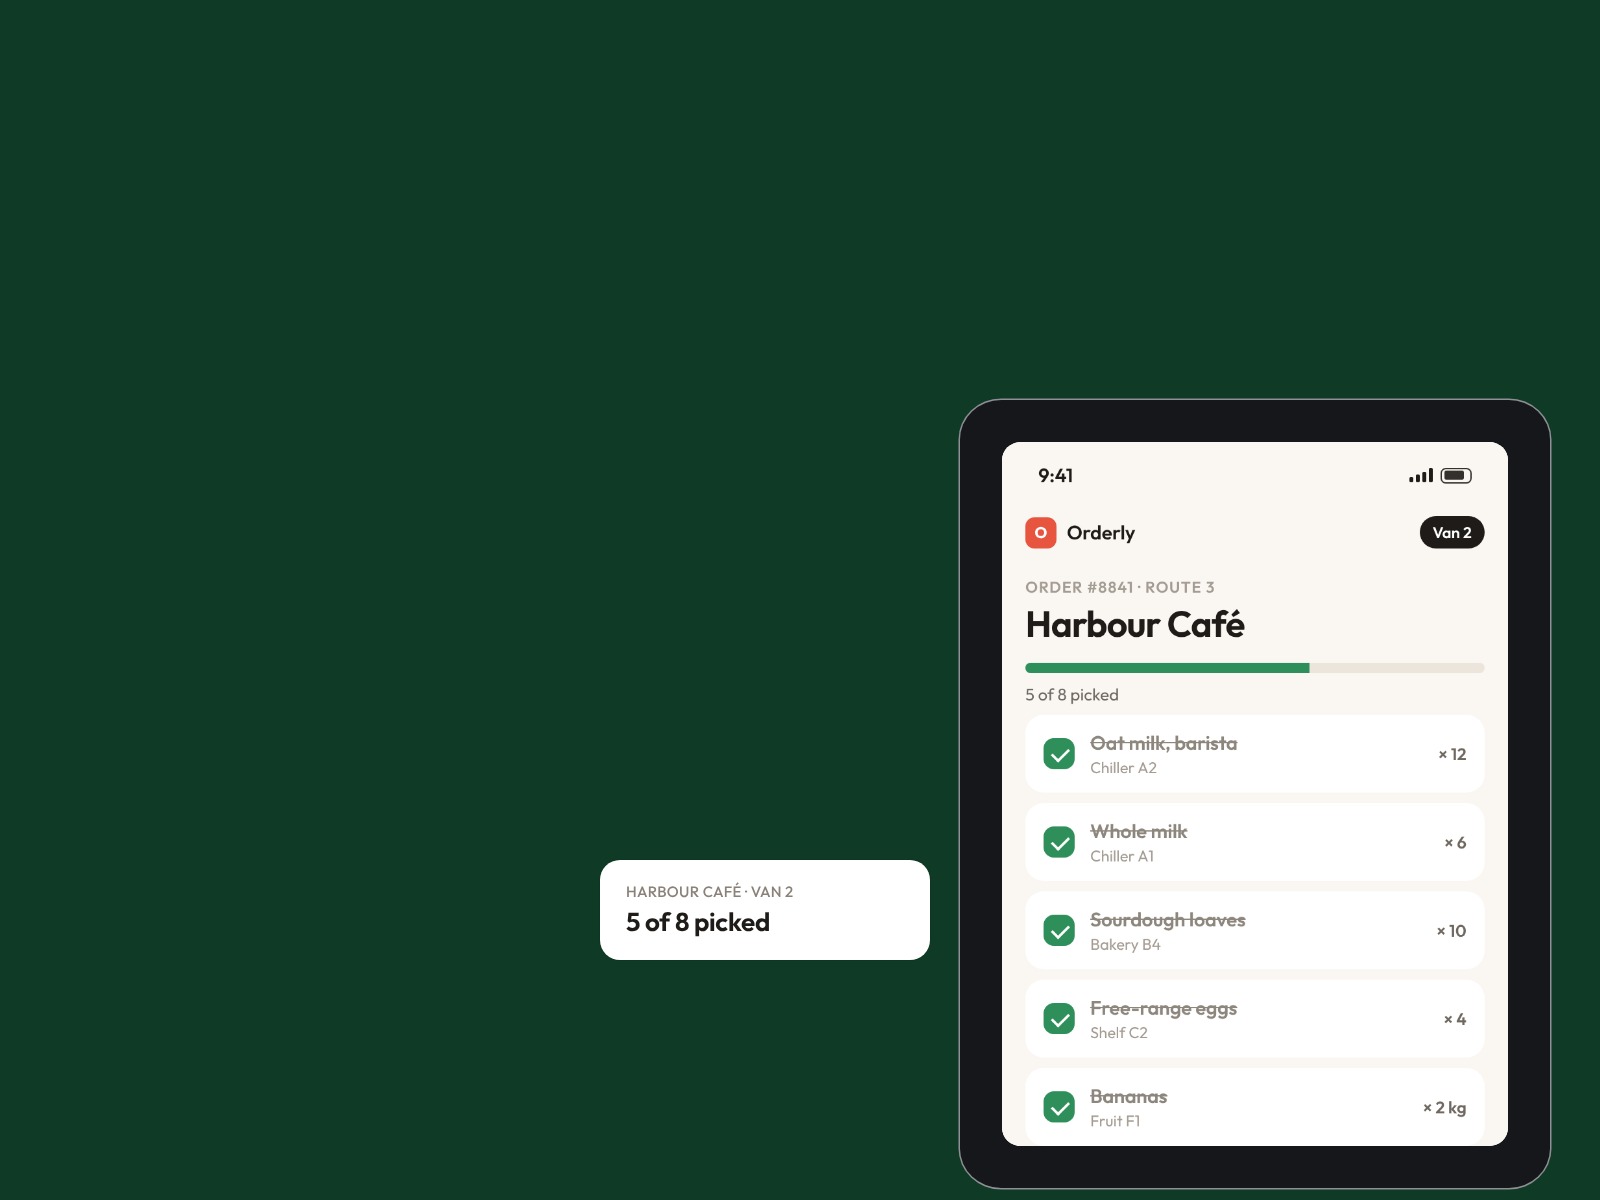 9:41
O
Orderly
Van 2
ORDER #8841 · ROUTE 3
Harbour Café
5 of 8 picked
Oat milk, barista
Chiller A2
× 12
Whole milk
Chiller A1
× 6
Sourdough loaves
Bakery B4
× 10
Free-range eggs
Shelf C2
× 4
Bananas
Fruit F1
× 2 kg
HARBOUR CAFÉ · VAN 2
5 of 8 picked